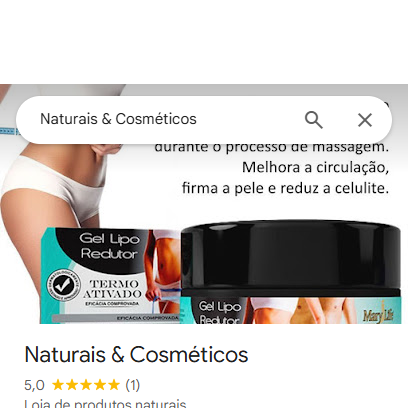 Naturais & Cosméticos
durante o processo de massagem.
Melhora a circulação,
firma a pele e reduz a celulite.
Gel Lipo
Redutor
TERMO
ATIVADO
EFICÁCIA COMPROVADA
EFICÁCIA COMPROVADA
Gel Lipo
Redutor
Mary Life
Naturais & Cosméticos
5,0 ★★★★★ (1)
Loja de produtos naturais